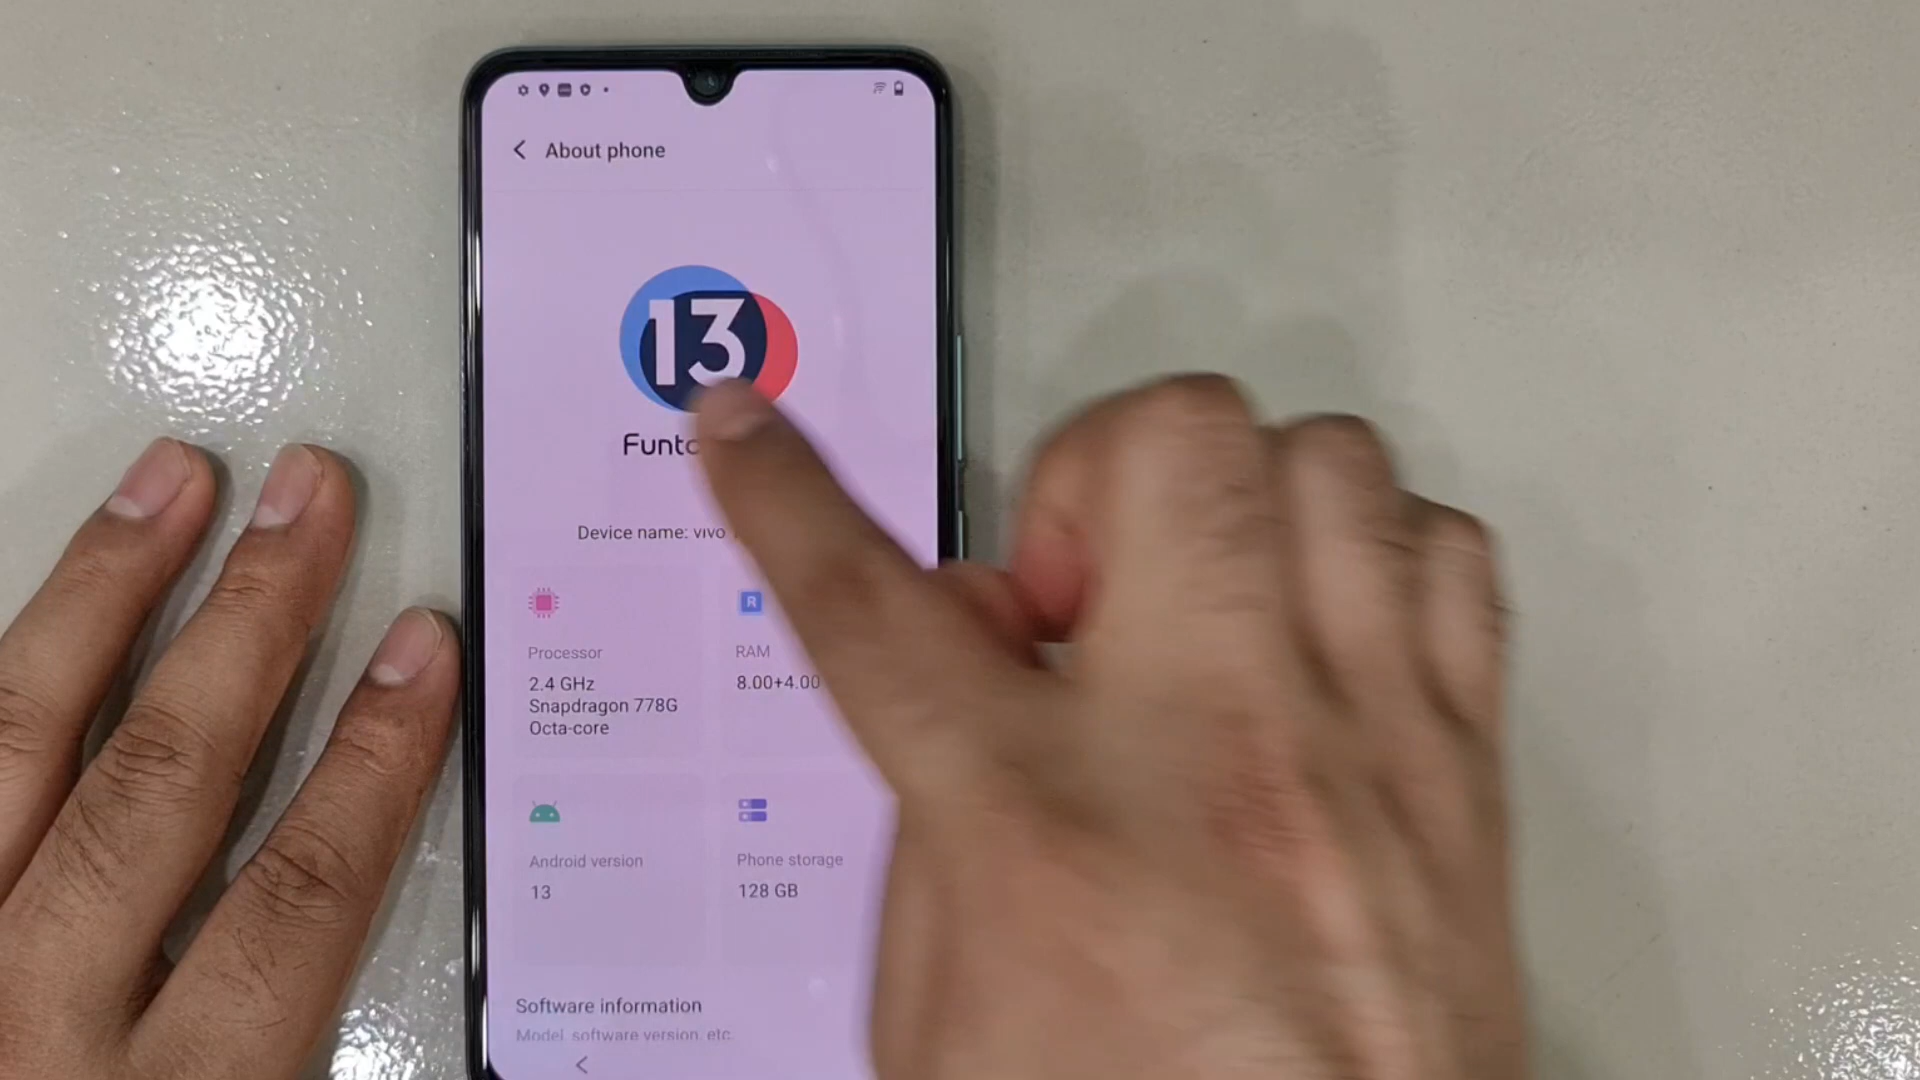 About phone
13
Device name: vivo
Processor
2.4 GHz
Snapdragon 778G
Octa-core
R
RAM
8.00+4.00
Android version
13
Phone storage
128 GB
Software information
Model, software version, etc.